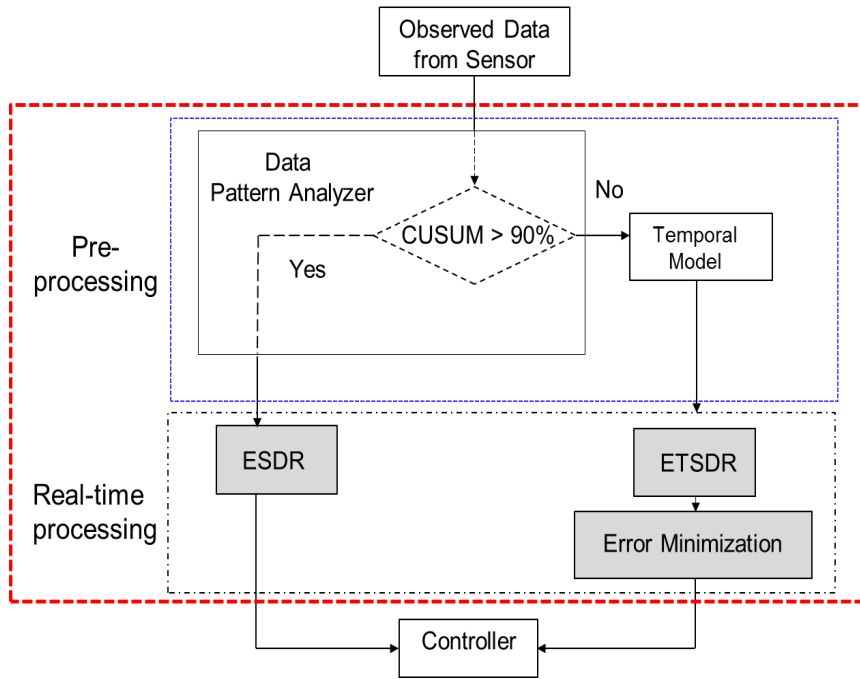 Observed Data
from Sensor
Data
Pattern Analyzer
No
CUSUM > 90%
Temporal
Model
Pre-
processing
Yes
ESDR
ETSDR
Real-time
processing
Error Minimization
Controller